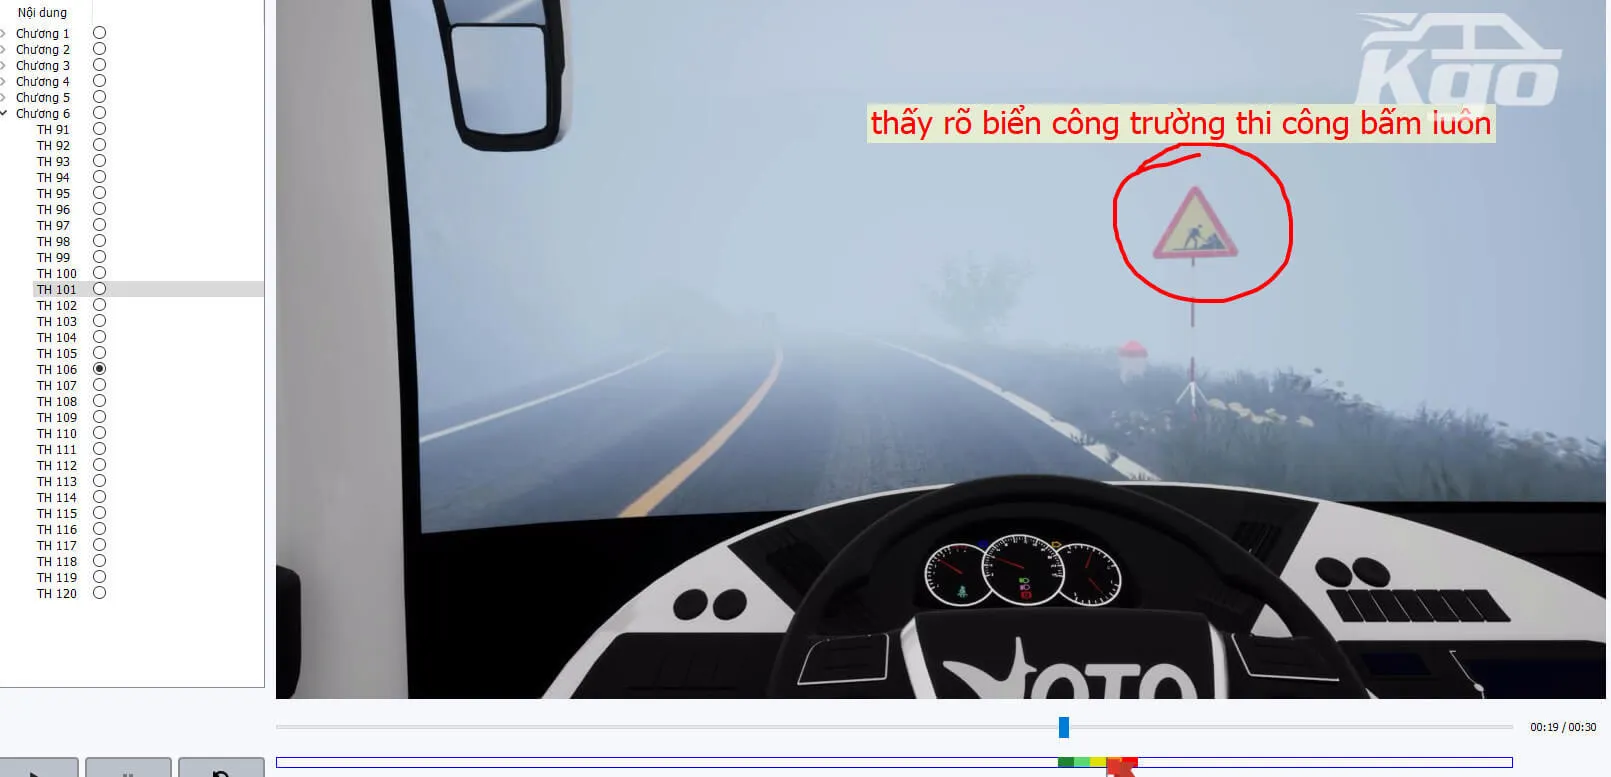 Nội dung
Chương 1
Chương 2
Chương 3
Chương 4
Chương 5
Chương 6
TH 91
TH 92
TH 93
TH 94
TH 95
TH 96
TH 97
TH 98
TH 99
TH 100
TH 101
TH 102
TH 103
TH 104
TH 105
TH 106
TH 107
TH 108
TH 109
TH 110
TH 111
TH 112
TH 113
TH 114
TH 115
TH 116
TH 117
TH 118
TH 119
TH 120
Kgo
thấy rõ biển công trường thi công bấm luôn
OTO
00:19 / 00:30